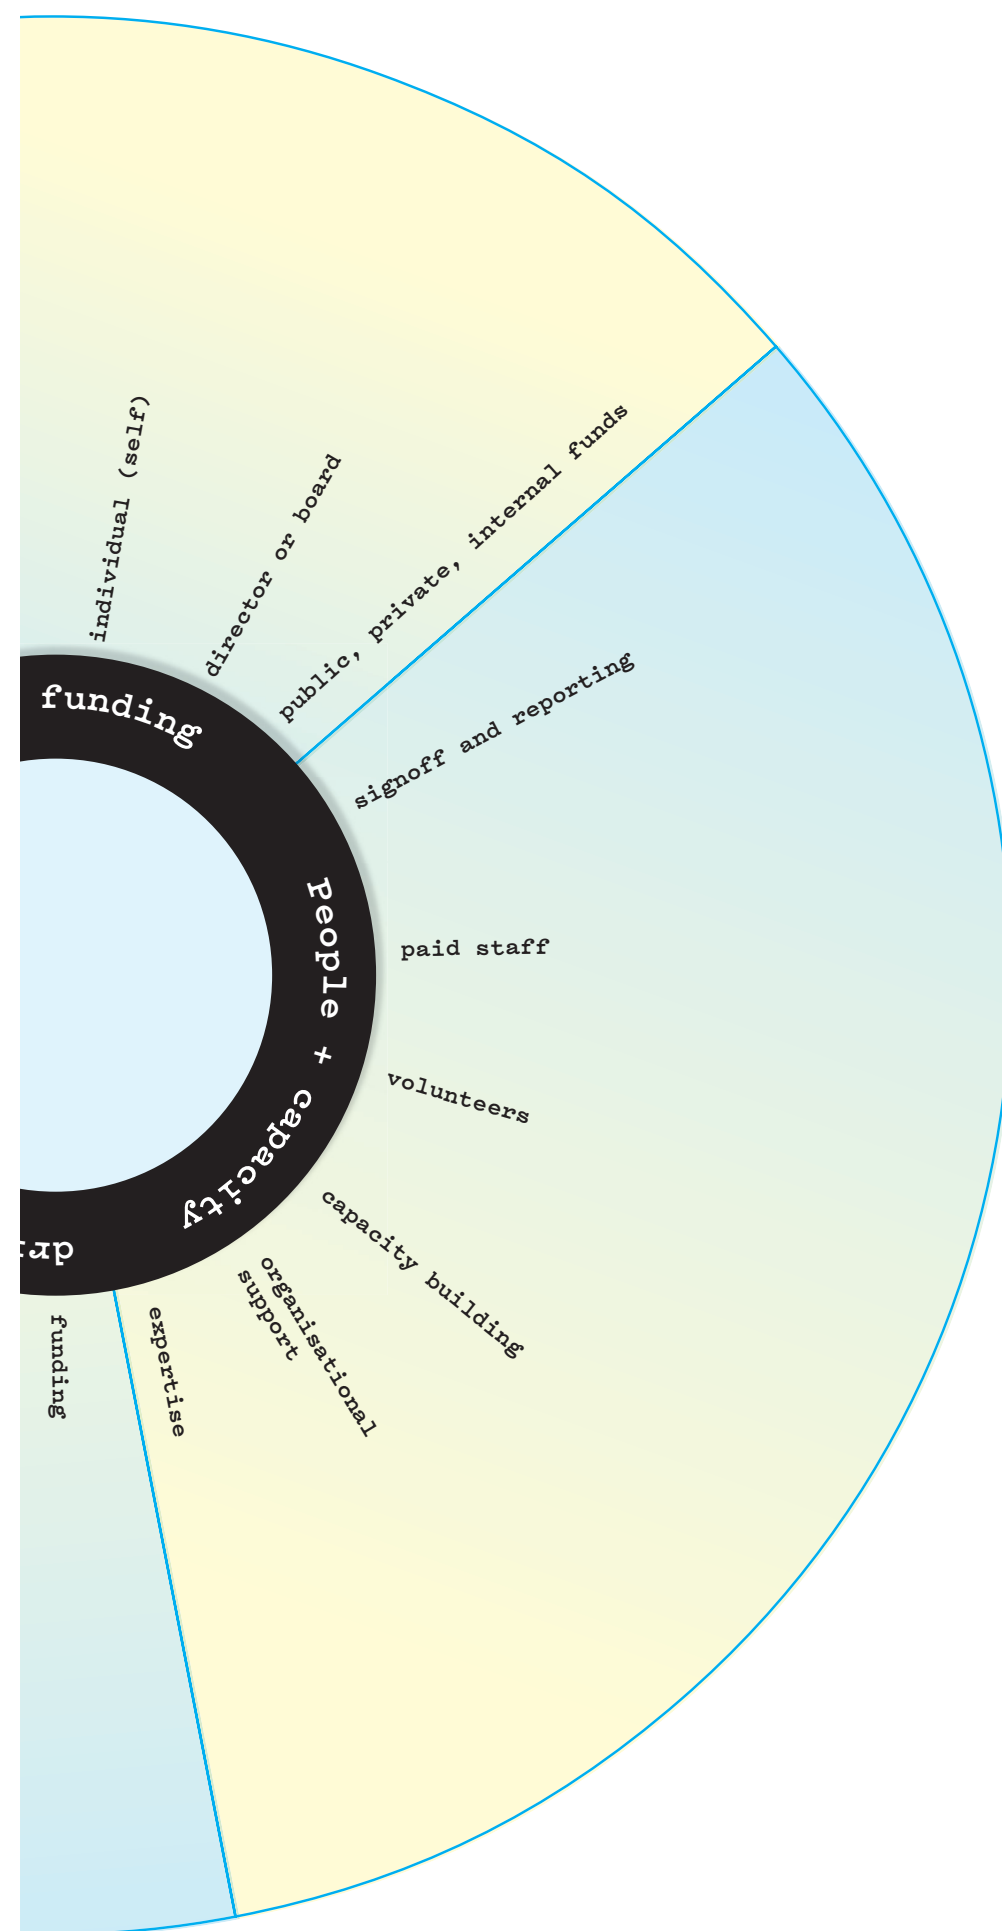 individual (self)
director or board
public, private, internal funds
funding
signoff and reporting
People + capacity
paid staff
volunteers
capacity building
organisational
support
expertise
funding